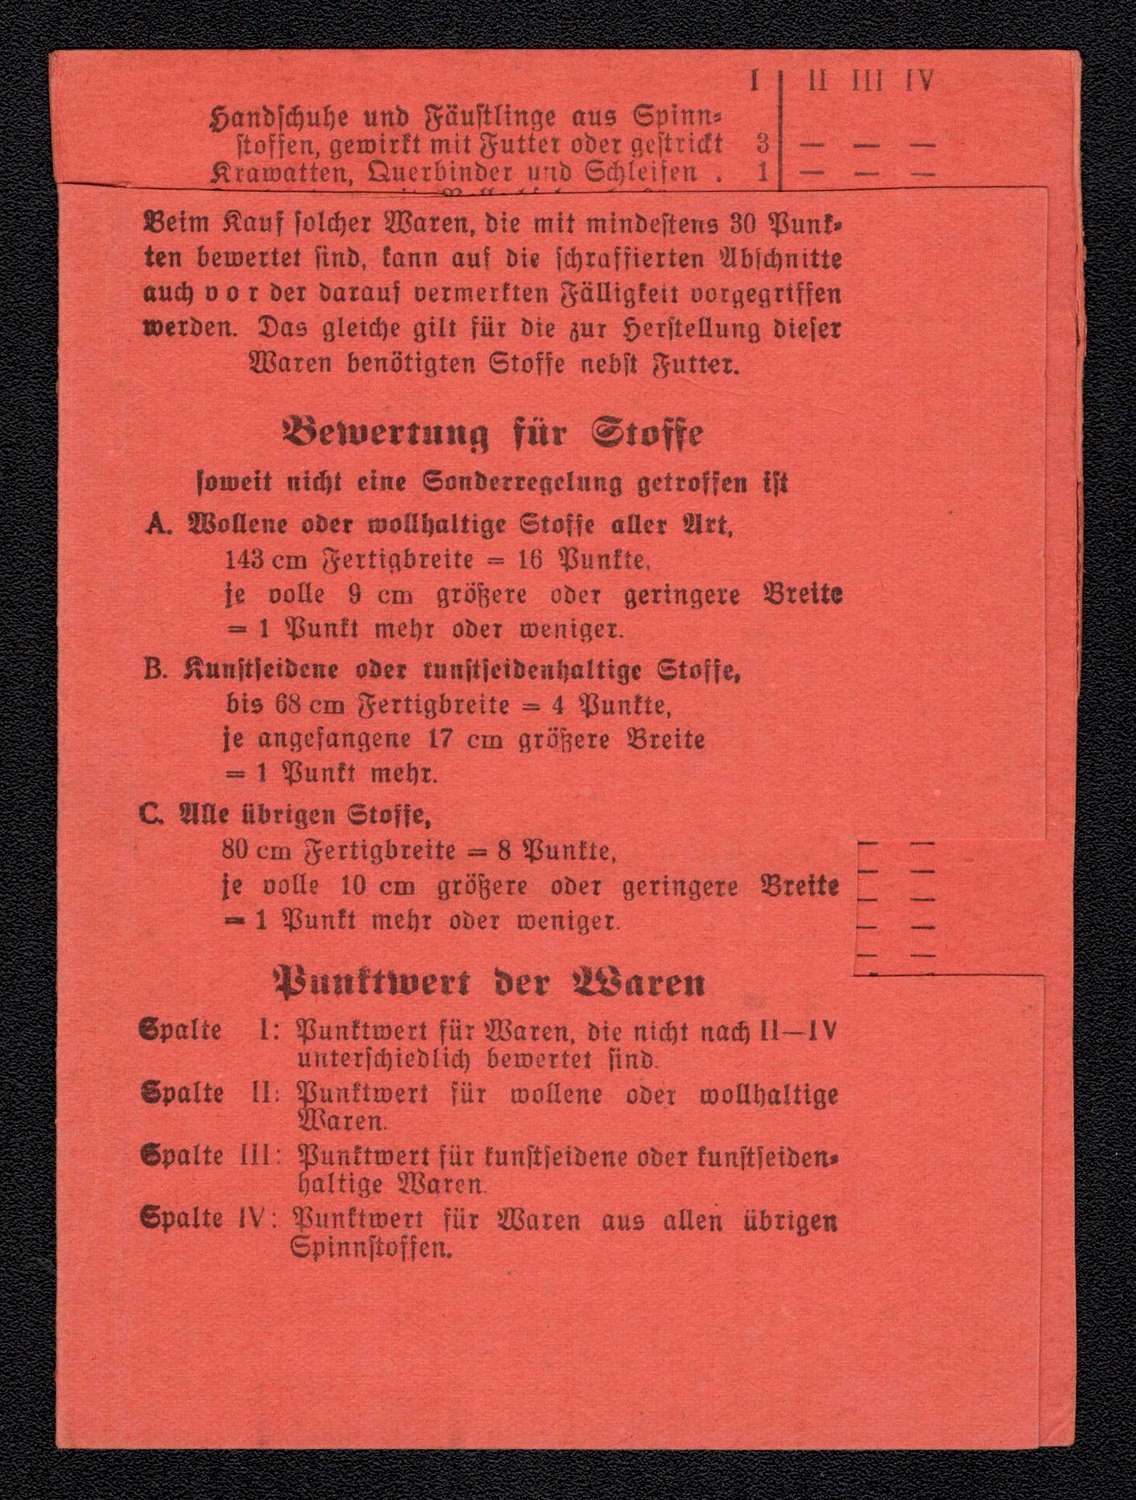 I II III IV
Handschuhe und Fäustlinge aus Spinn-
stoffen, gewirkt mit Futter oder gestrickt 3 — — —
Krawatten, Querbinder und Schleifen . 1 — — —
Beim Kauf solcher Waren, die mit mindestens 30 Punk-
ten bewertet sind, kann auf die schraffierten Abschnitte
auch vor der darauf vermerkten Fälligkeit vorgegriffen
werden. Das gleiche gilt für die zur Herstellung dieser
Waren benötigten Stoffe nebst Futter.
Bewertung für Stoffe
soweit nicht eine Sonderregelung getroffen ist
A. Wollene oder wollhaltige Stoffe aller Art,
143 cm Fertigbreite = 16 Punkte,
je volle 9 cm größere oder geringere Breite
= 1 Punkt mehr oder weniger.
B. Kunstseidene oder kunstseidenhaltige Stoffe,
bis 68 cm Fertigbreite = 4 Punkte,
je angefangene 17 cm größere Breite
= 1 Punkt mehr.
C. Alle übrigen Stoffe,
80 cm Fertigbreite = 8 Punkte,
je volle 10 cm größere oder geringere Breite
= 1 Punkt mehr oder weniger.
Punktwert der Waren
Spalte I: Punktwert für Waren, die nicht nach II—IV
unterschiedlich bewertet sind.
Spalte II: Punktwert für wollene oder wollhaltige
Waren.
Spalte III: Punktwert für kunstseidene oder kunstseiden-
haltige Waren.
Spalte IV: Punktwert für Waren aus allen übrigen
Spinnstoffen.